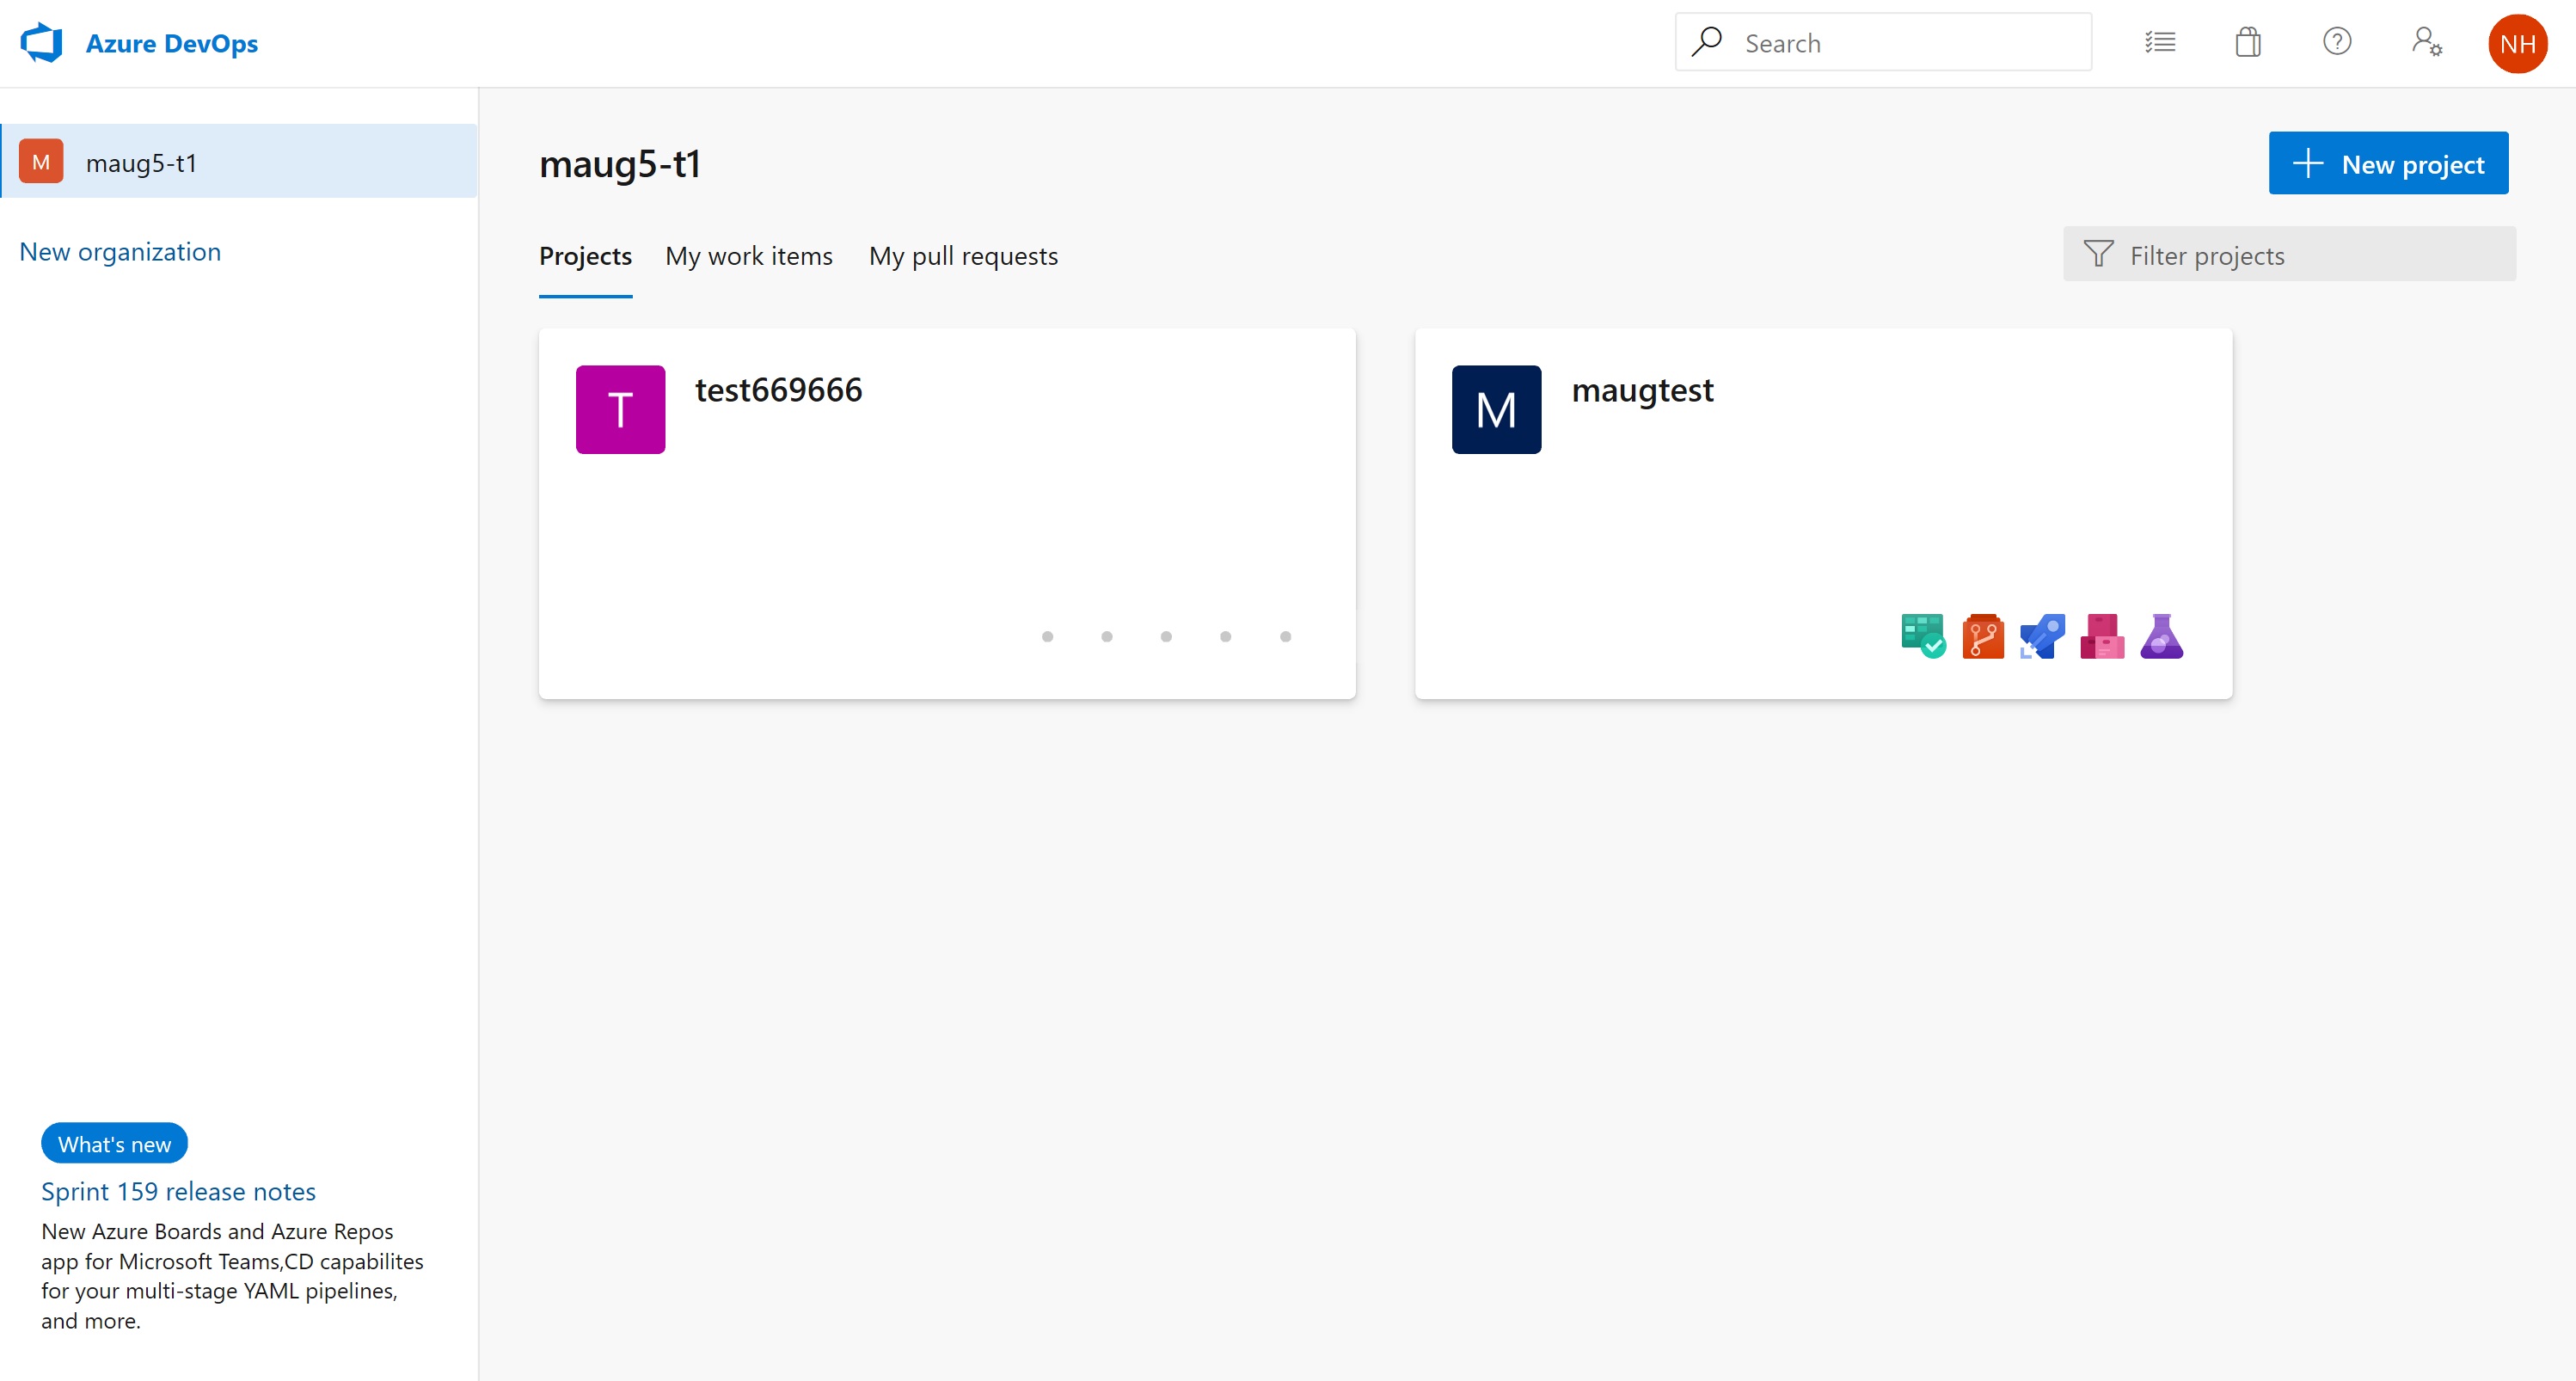 Azure DevOps
Search
NH
M
maug5-t1
New organization
maug5-t1
New project
Projects
My work items
My pull requests
Filter projects
T
test669666
M
maugtest
What's new
Sprint 159 release notes
New Azure Boards and Azure Repos
app for Microsoft Teams,CD capabilites
for your multi-stage YAML pipelines,
and more.